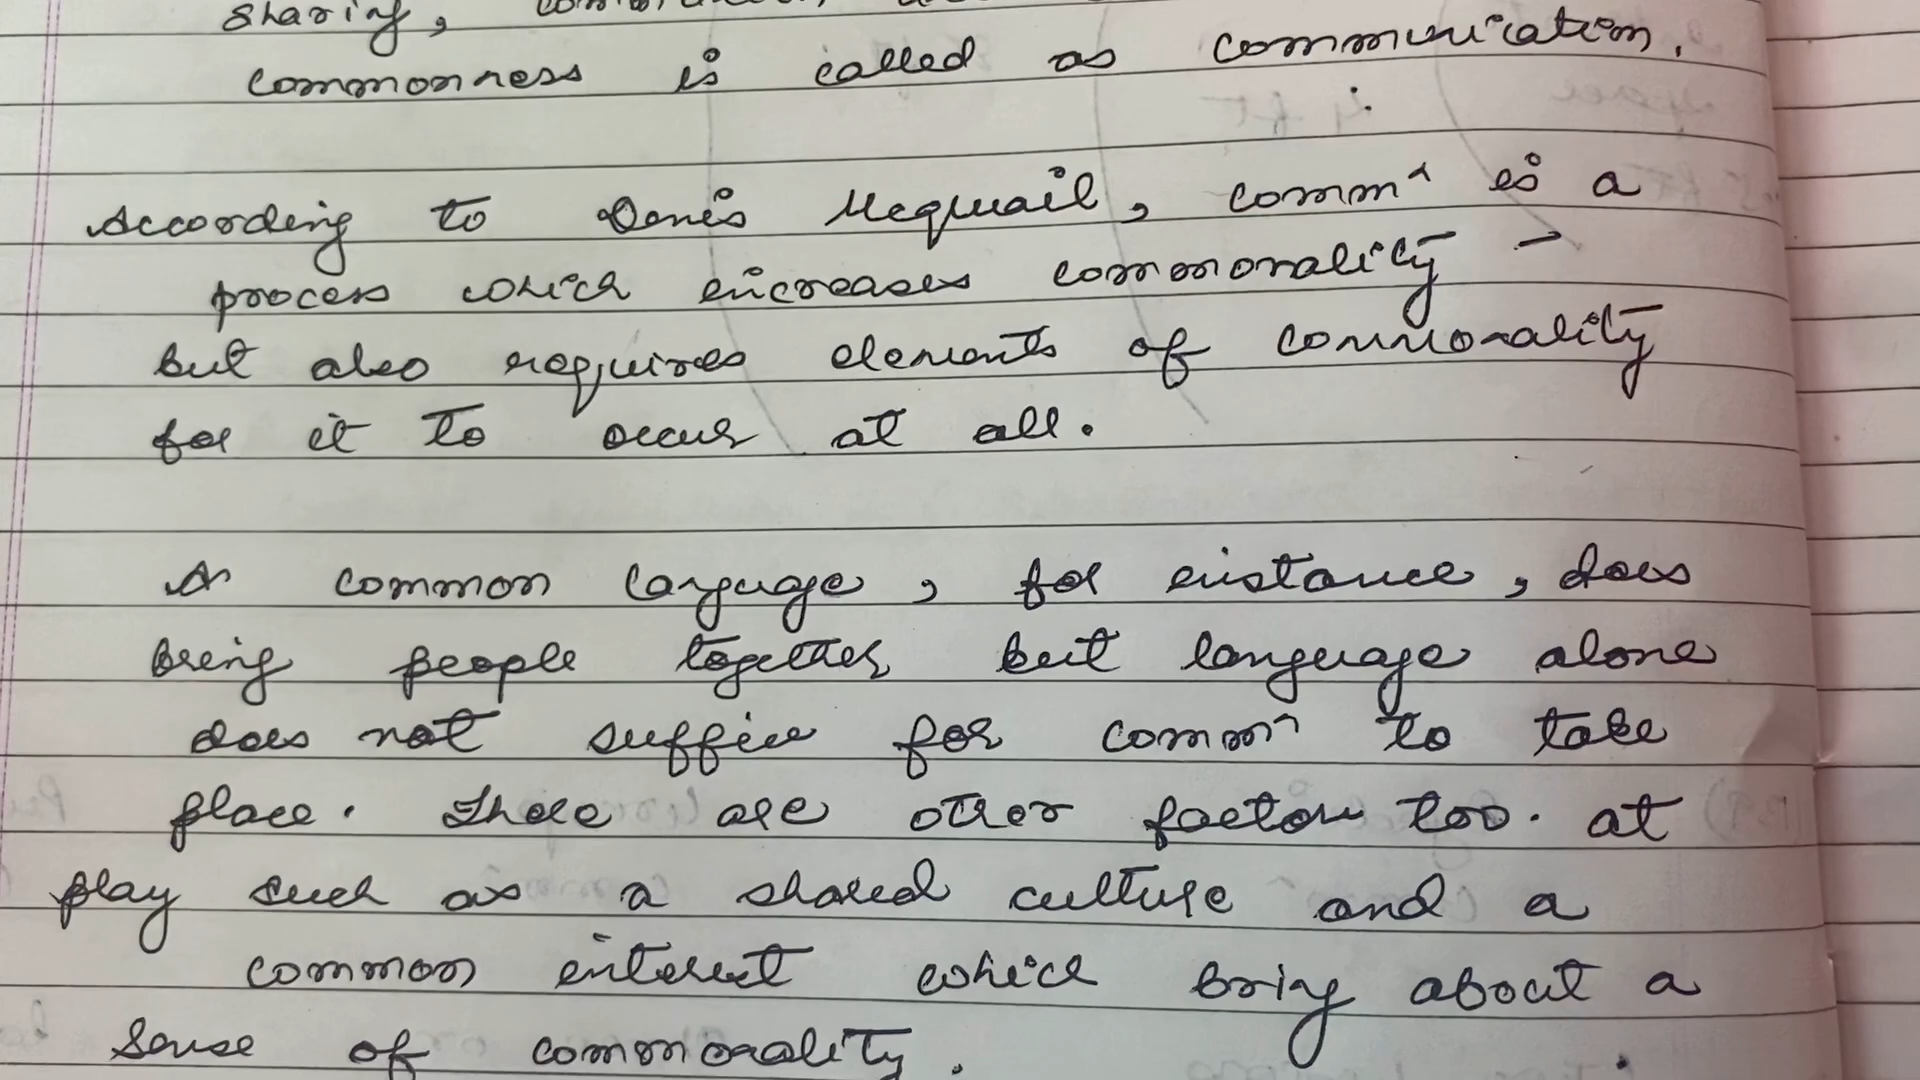 sharing,
commonness is called as communication.
According to Denis Mcquail, commⁿ is a
process which increases commonality -
but also requires elements of commonality
for it to occur at all.
A common language, for instance, does
bring people together but language alone
does not suffice for commⁿ to take
place. There are other factors too. at
play such as a shared culture and a
common interest which bring about a
sense of commonality.